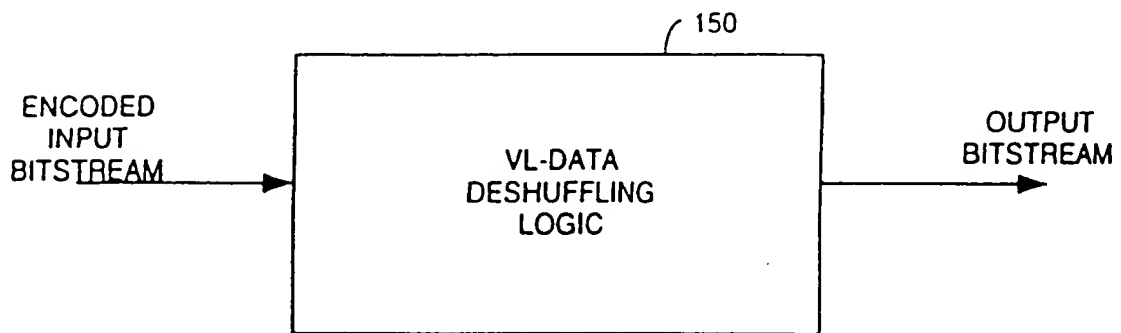 150
ENCODED
INPUT
BITSTREAM
VL-DATA
DESHUFFLING
LOGIC
OUTPUT
BITSTREAM